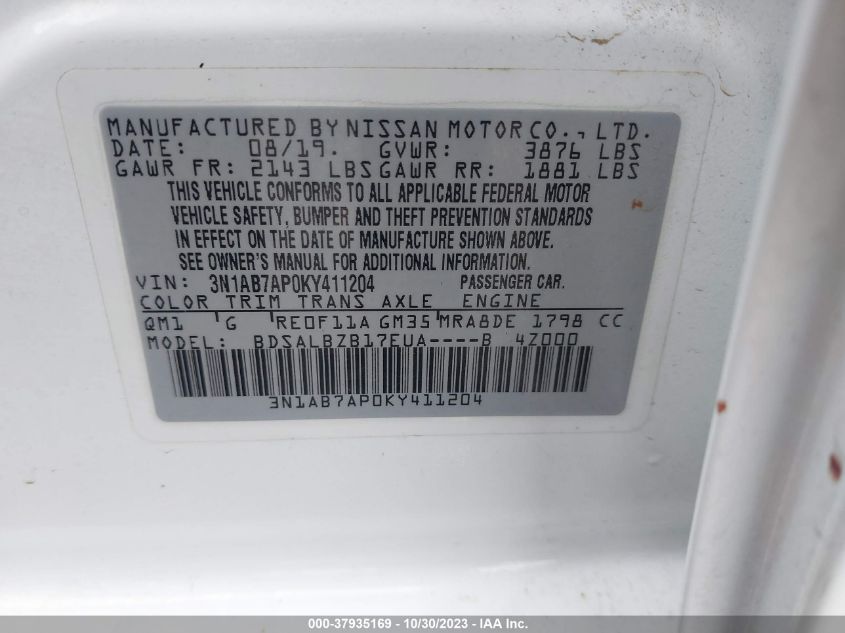 MANUFACTURED BY NISSAN MOTOR CO., LTD.
DATE: 08/19. GVWR: 3876 LBS
GAWR FR: 2143 LBS GAWR RR: 1881 LBS
THIS VEHICLE CONFORMS TO ALL APPLICABLE FEDERAL MOTOR
VEHICLE SAFETY, BUMPER AND THEFT PREVENTION STANDARDS
IN EFFECT ON THE DATE OF MANUFACTURE SHOWN ABOVE.
SEE OWNER'S MANUAL FOR ADDITIONAL INFORMATION.
VIN: 3N1AB7AP0KY411204 PASSENGER CAR.
COLOR TRIM TRANS AXLE ENGINE
QM1 G RE0F11A GM35 MRA8DE 1798 CC
MODEL: BDSALBZB17EUA----B 4Z000
3N1AB7AP0KY411204
000-37935169 - 10/30/2023 - IAA Inc.